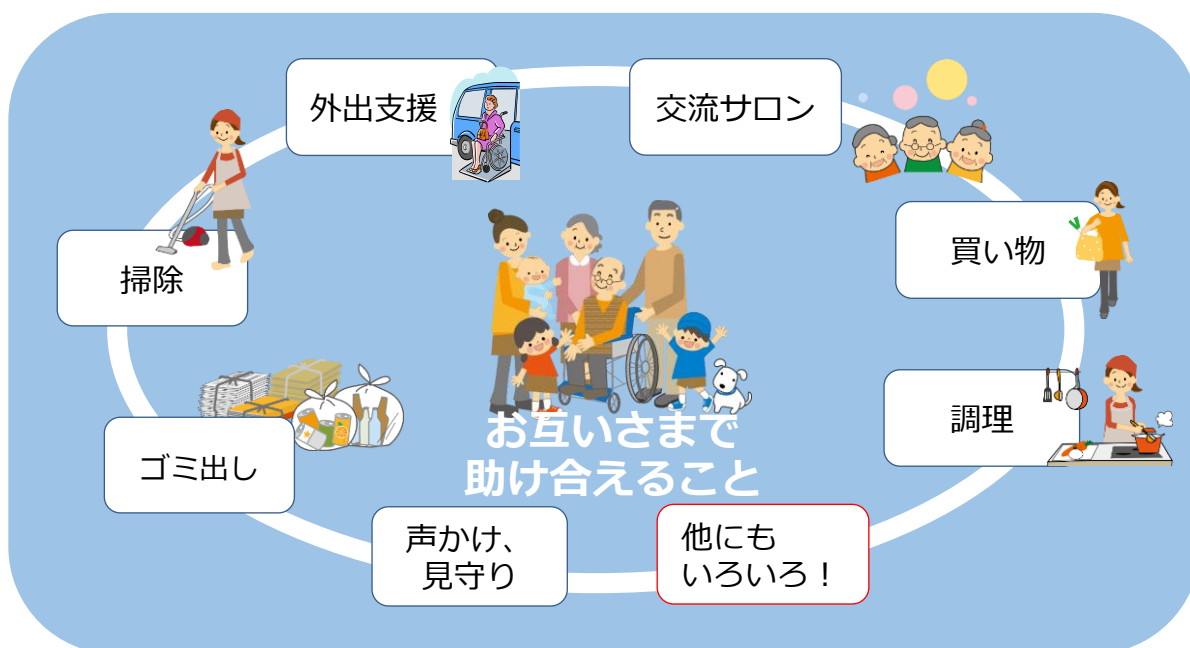 外出支援
交流サロン
掃除
買い物
調理
ゴミ出し
お互いさまで
助け合えること
声かけ、
見守り
他にも
いろいろ！